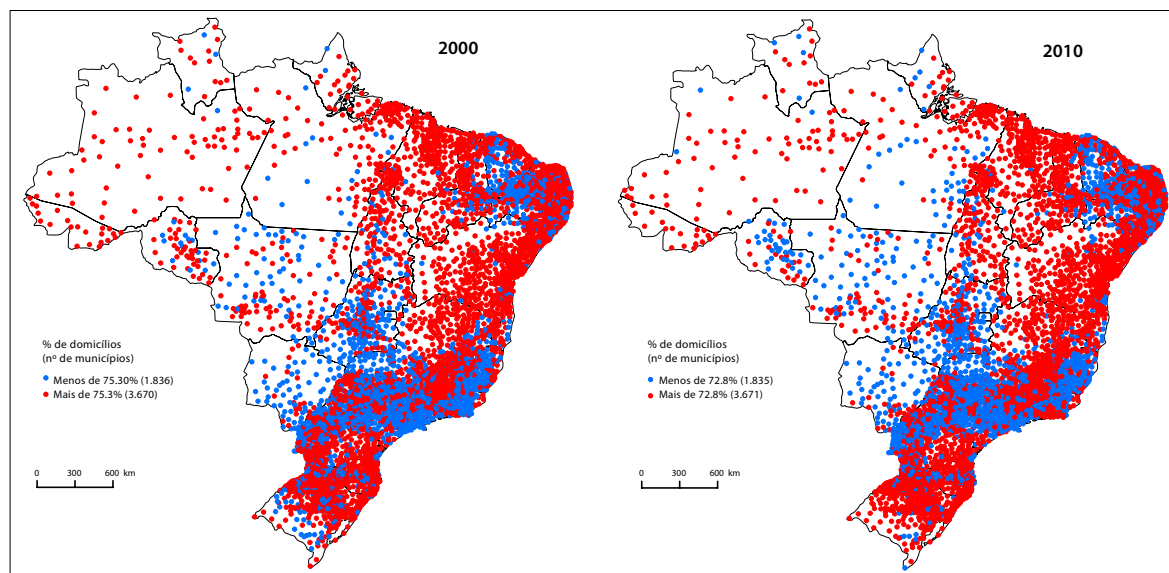 2000
% de domicílios
(nº de municípios)
Menos de 75.30% (1.836)
Mais de 75.3% (3.670)
0 300 600 km
2010
% de domicílios
(nº de municípios)
Menos de 72.8% (1.835)
Mais de 72.8% (3.671)
0 300 600 km